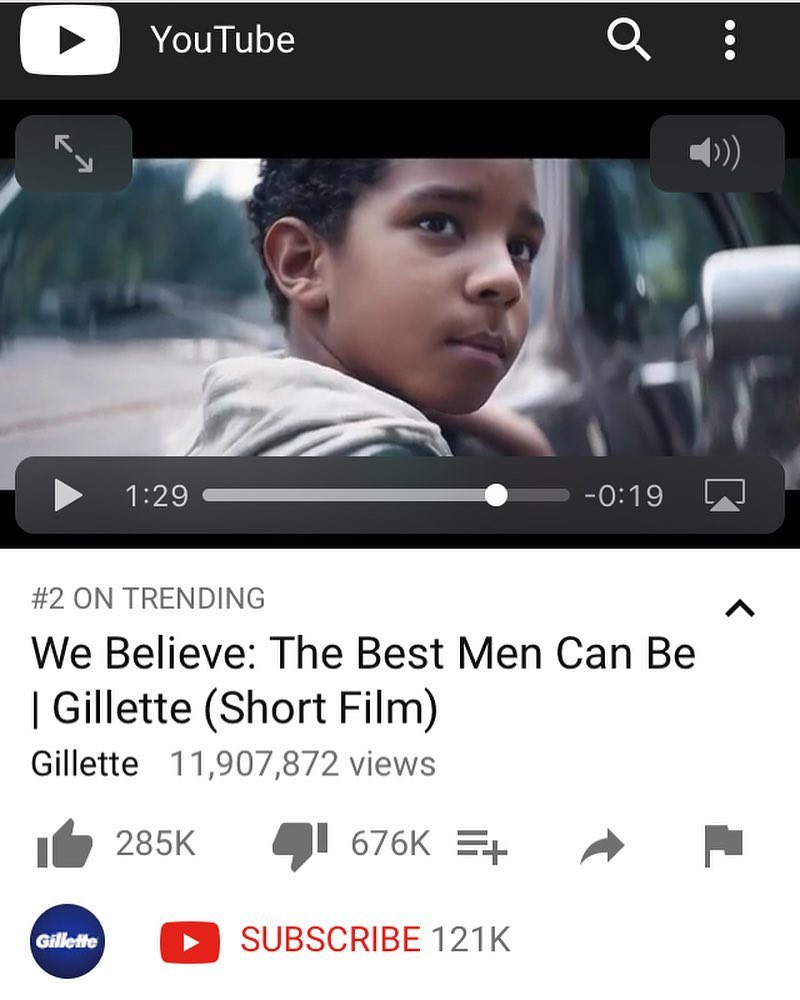 YouTube
1:29 -0:19
#2 ON TRENDING
We Believe: The Best Men Can Be
| Gillette (Short Film)
Gillette 11,907,872 views
285K 676K
Gillette SUBSCRIBE 121K